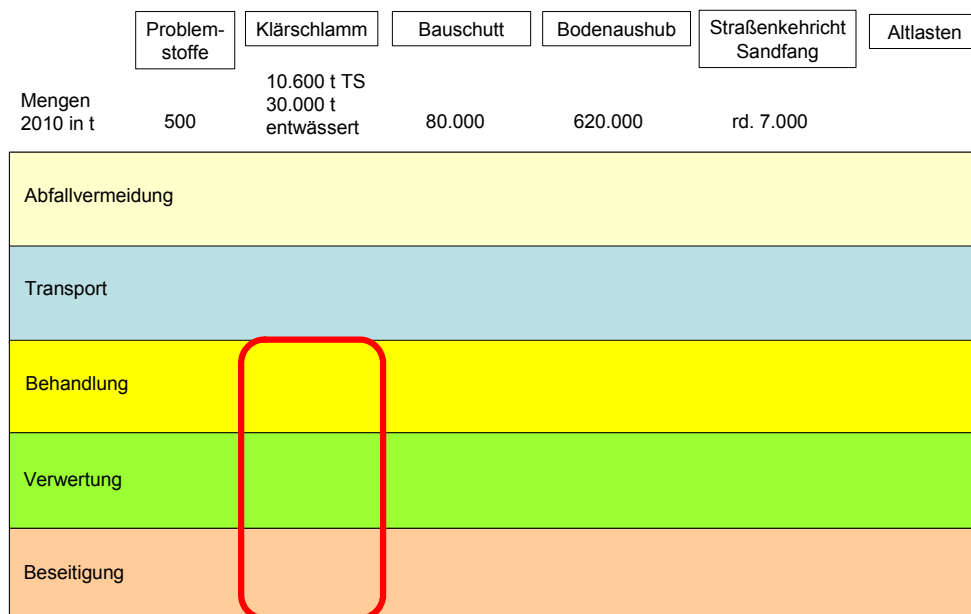 Problem-
stoffe
Klärschlamm
Bauschutt
Bodenaushub
Straßenkehricht
Sandfang
Altlasten
Mengen
2010 in t
500
10.600 t TS
30.000 t
entwässert
80.000
620.000
rd. 7.000
Abfallvermeidung
Transport
Behandlung
Verwertung
Beseitigung